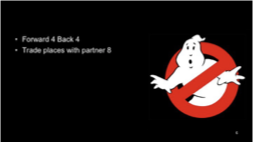 • Forward 4 Back 4
• Trade places with partner 8